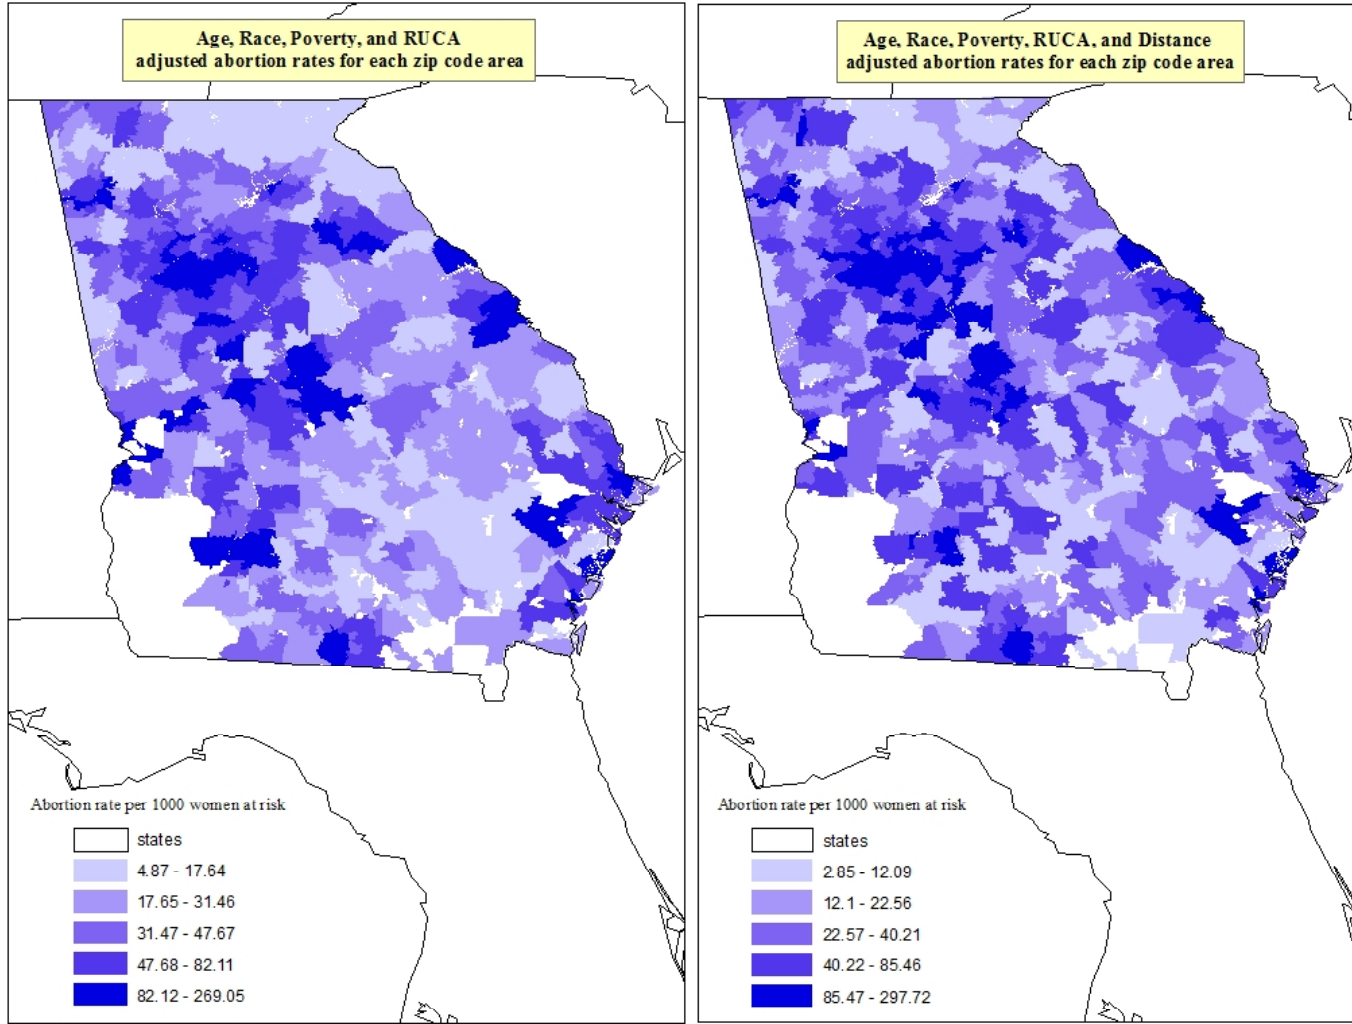 Age, Race, Poverty, and RUCA
adjusted abortion rates for each zip code area
Abortion rate per 1000 women at risk
states
4.87 - 17.64
17.65 - 31.46
31.47 - 47.67
47.68 - 82.11
82.12 - 269.05
Age, Race, Poverty, RUCA, and Distance
adjusted abortion rates for each zip code area
Abortion rate per 1000 women at risk
states
2.85 - 12.09
12.1 - 22.56
22.57 - 40.21
40.22 - 85.46
85.47 - 297.72